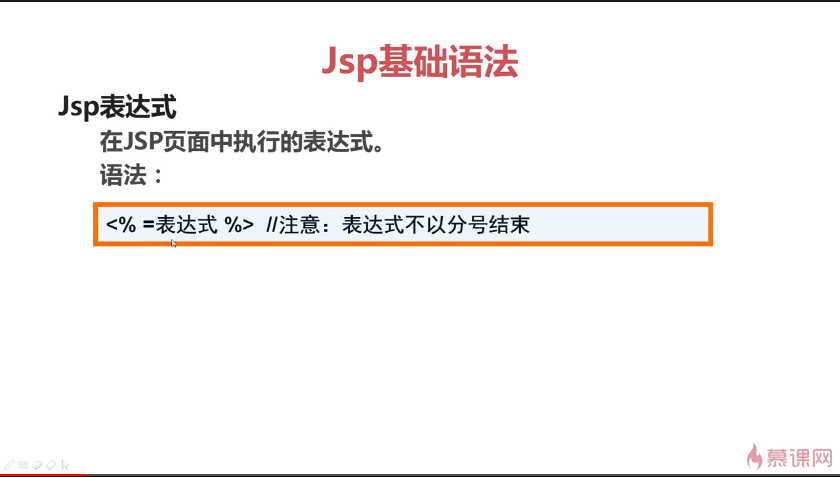 Jsp基础语法
Jsp表达式
在JSP页面中执行的表达式。
语法：
<% =表达式 %>  //注意：表达式不以分号结束
慕课网